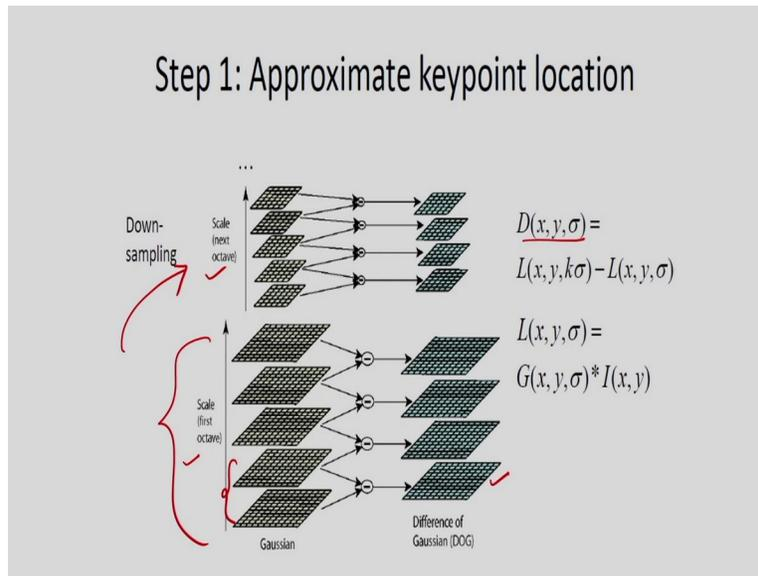 Step 1: Approximate keypoint location
...
Down-
sampling
Scale
(next
octave)
D(x,y,σ)=
L(x,y,kσ)−L(x,y,σ)
L(x,y,σ)=
G(x,y,σ)*I(x,y)
Scale
(first
octave)
Gaussian
Difference of
Gaussian (DOG)